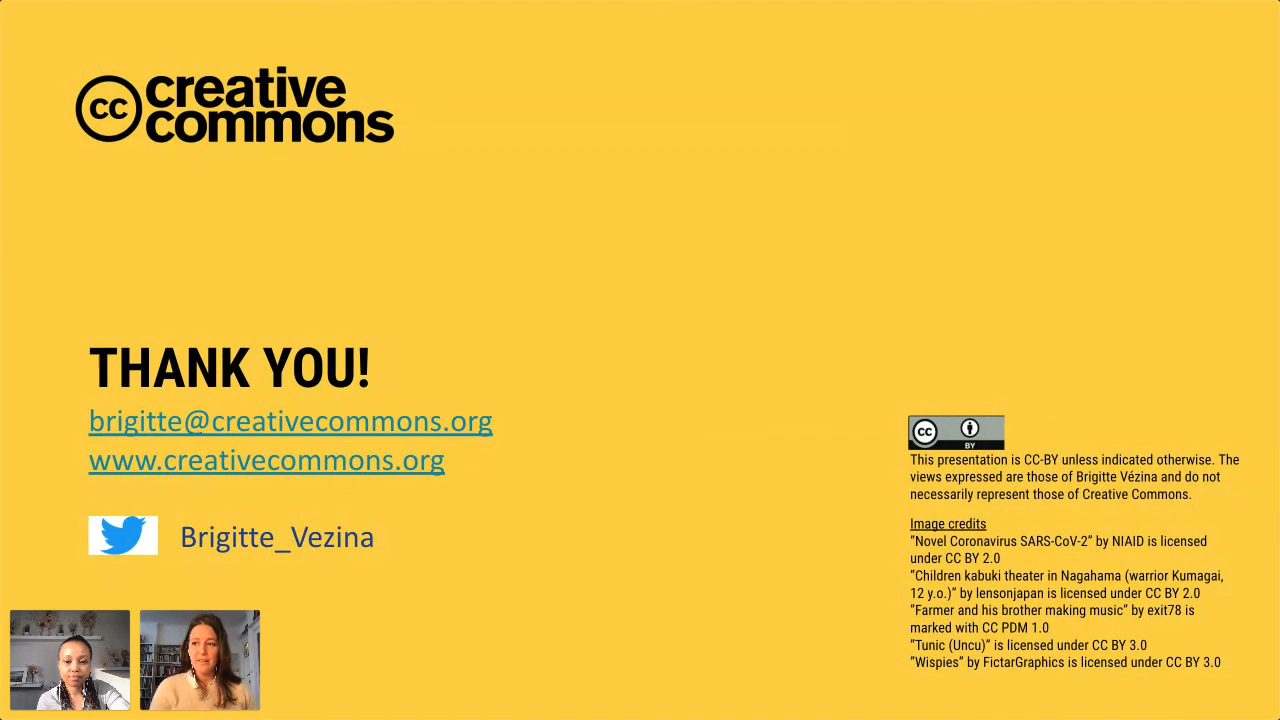 cc creative
commons
THANK YOU!
brigitte@creativecommons.org
www.creativecommons.org
Brigitte_Vezina
cc
BY
This presentation is CC-BY unless indicated otherwise. The
views expressed are those of Brigitte Vézina and do not
necessarily represent those of Creative Commons.
Image credits
"Novel Coronavirus SARS-CoV-2" by NIAID is licensed
under CC BY 2.0
"Children kabuki theater in Nagahama (warrior Kumagai,
12 y.o.)" by lensonjapan is licensed under CC BY 2.0
"Farmer and his brother making music" by exit78 is
marked with CC PDM 1.0
"Tunic (Uncu)" is licensed under CC BY 3.0
"Wispies" by FictarGraphics is licensed under CC BY 3.0